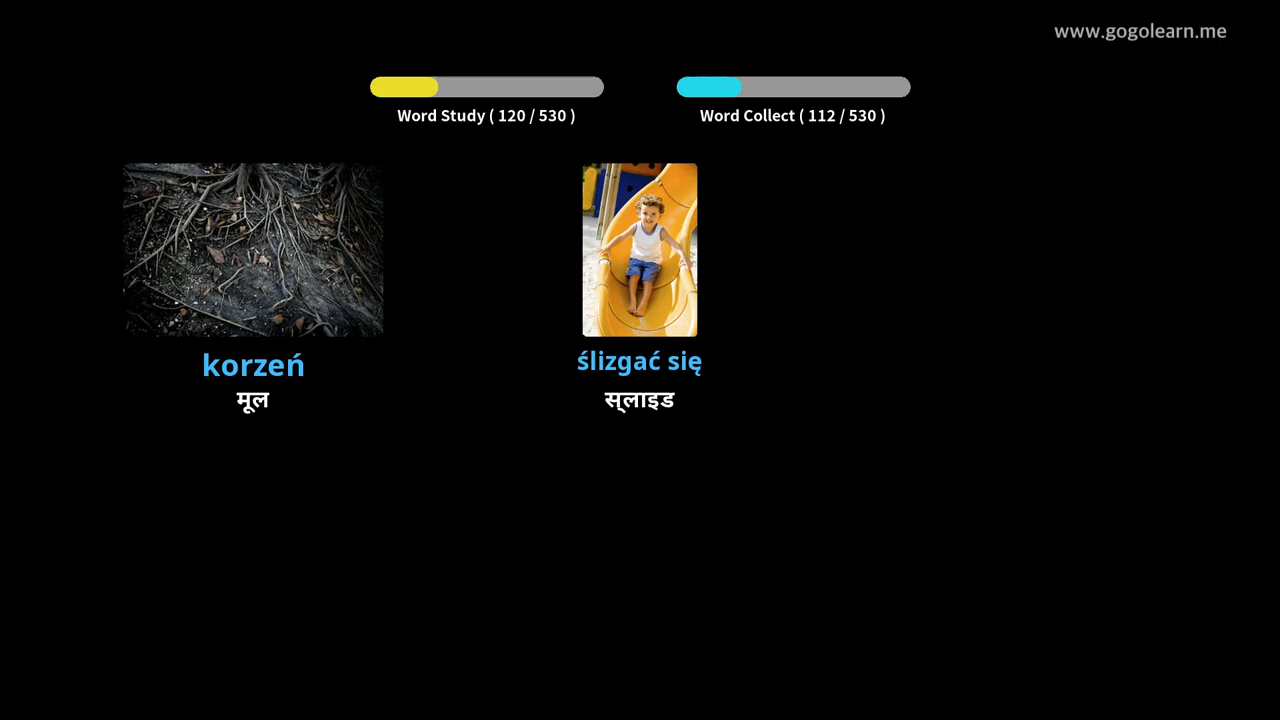 www.gogolearn.me
Word Study ( 120 / 530 )
Word Collect ( 112 / 530 )
korzeń
मूल
ślizgać się
स्लाइड